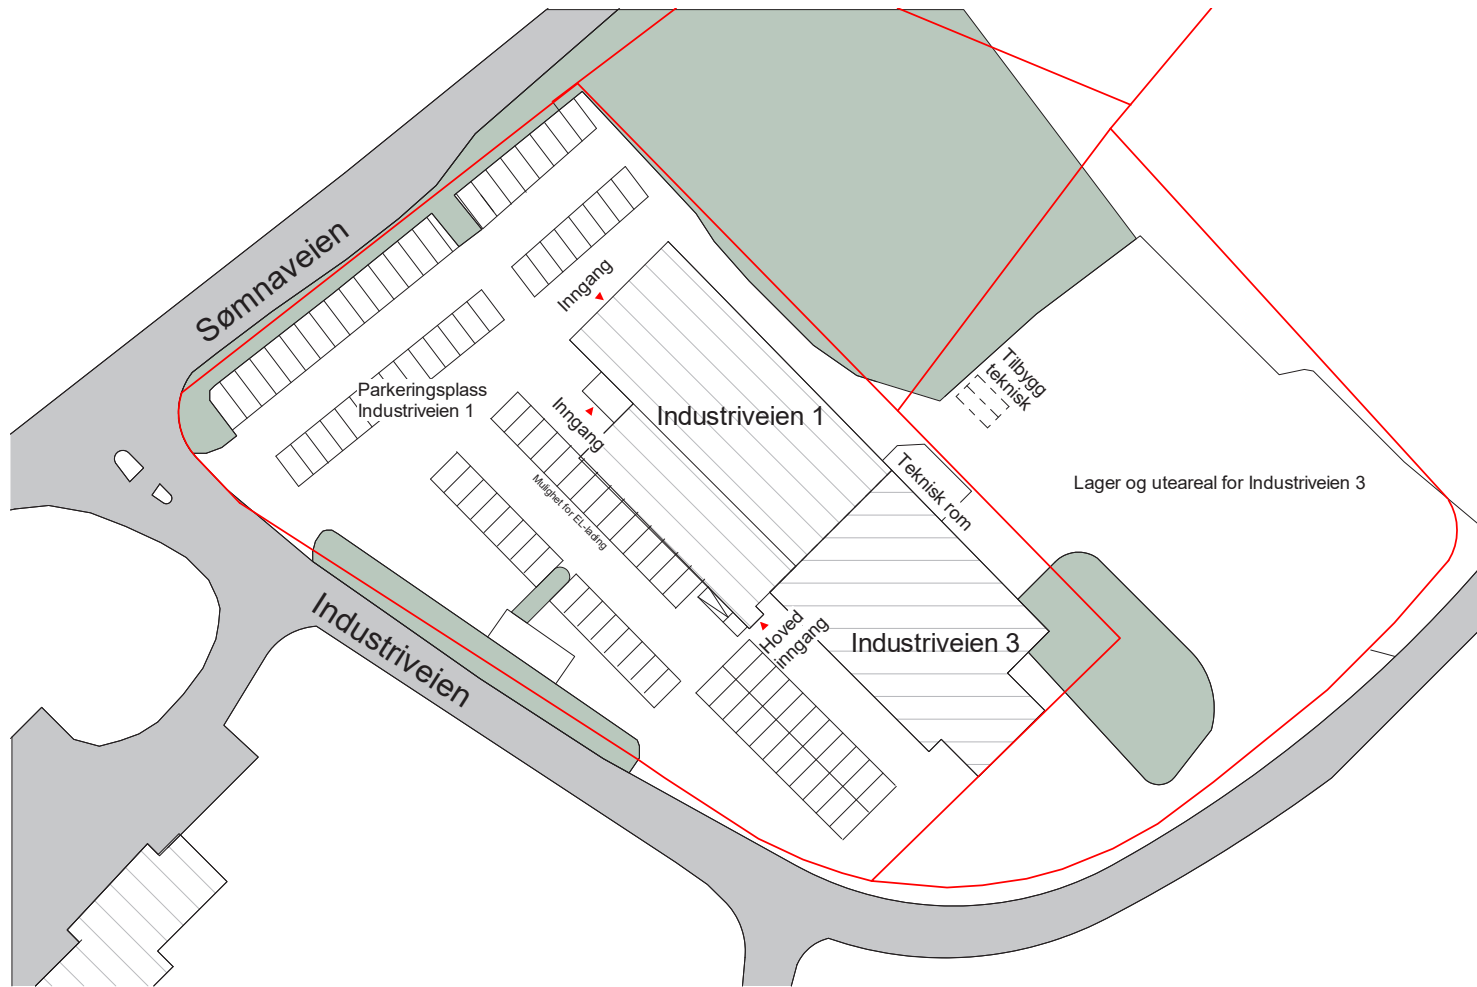 Sømnaveien
Inngang
Parkeringsplass
Industriveien 1
Inngang
Industriveien 1
Tilbygg
teknisk
Teknisk rom
Lager og uteareal for Industriveien 3
Mulighet for EL-lading
Industriveien
Hoved
inngang
Industriveien 3